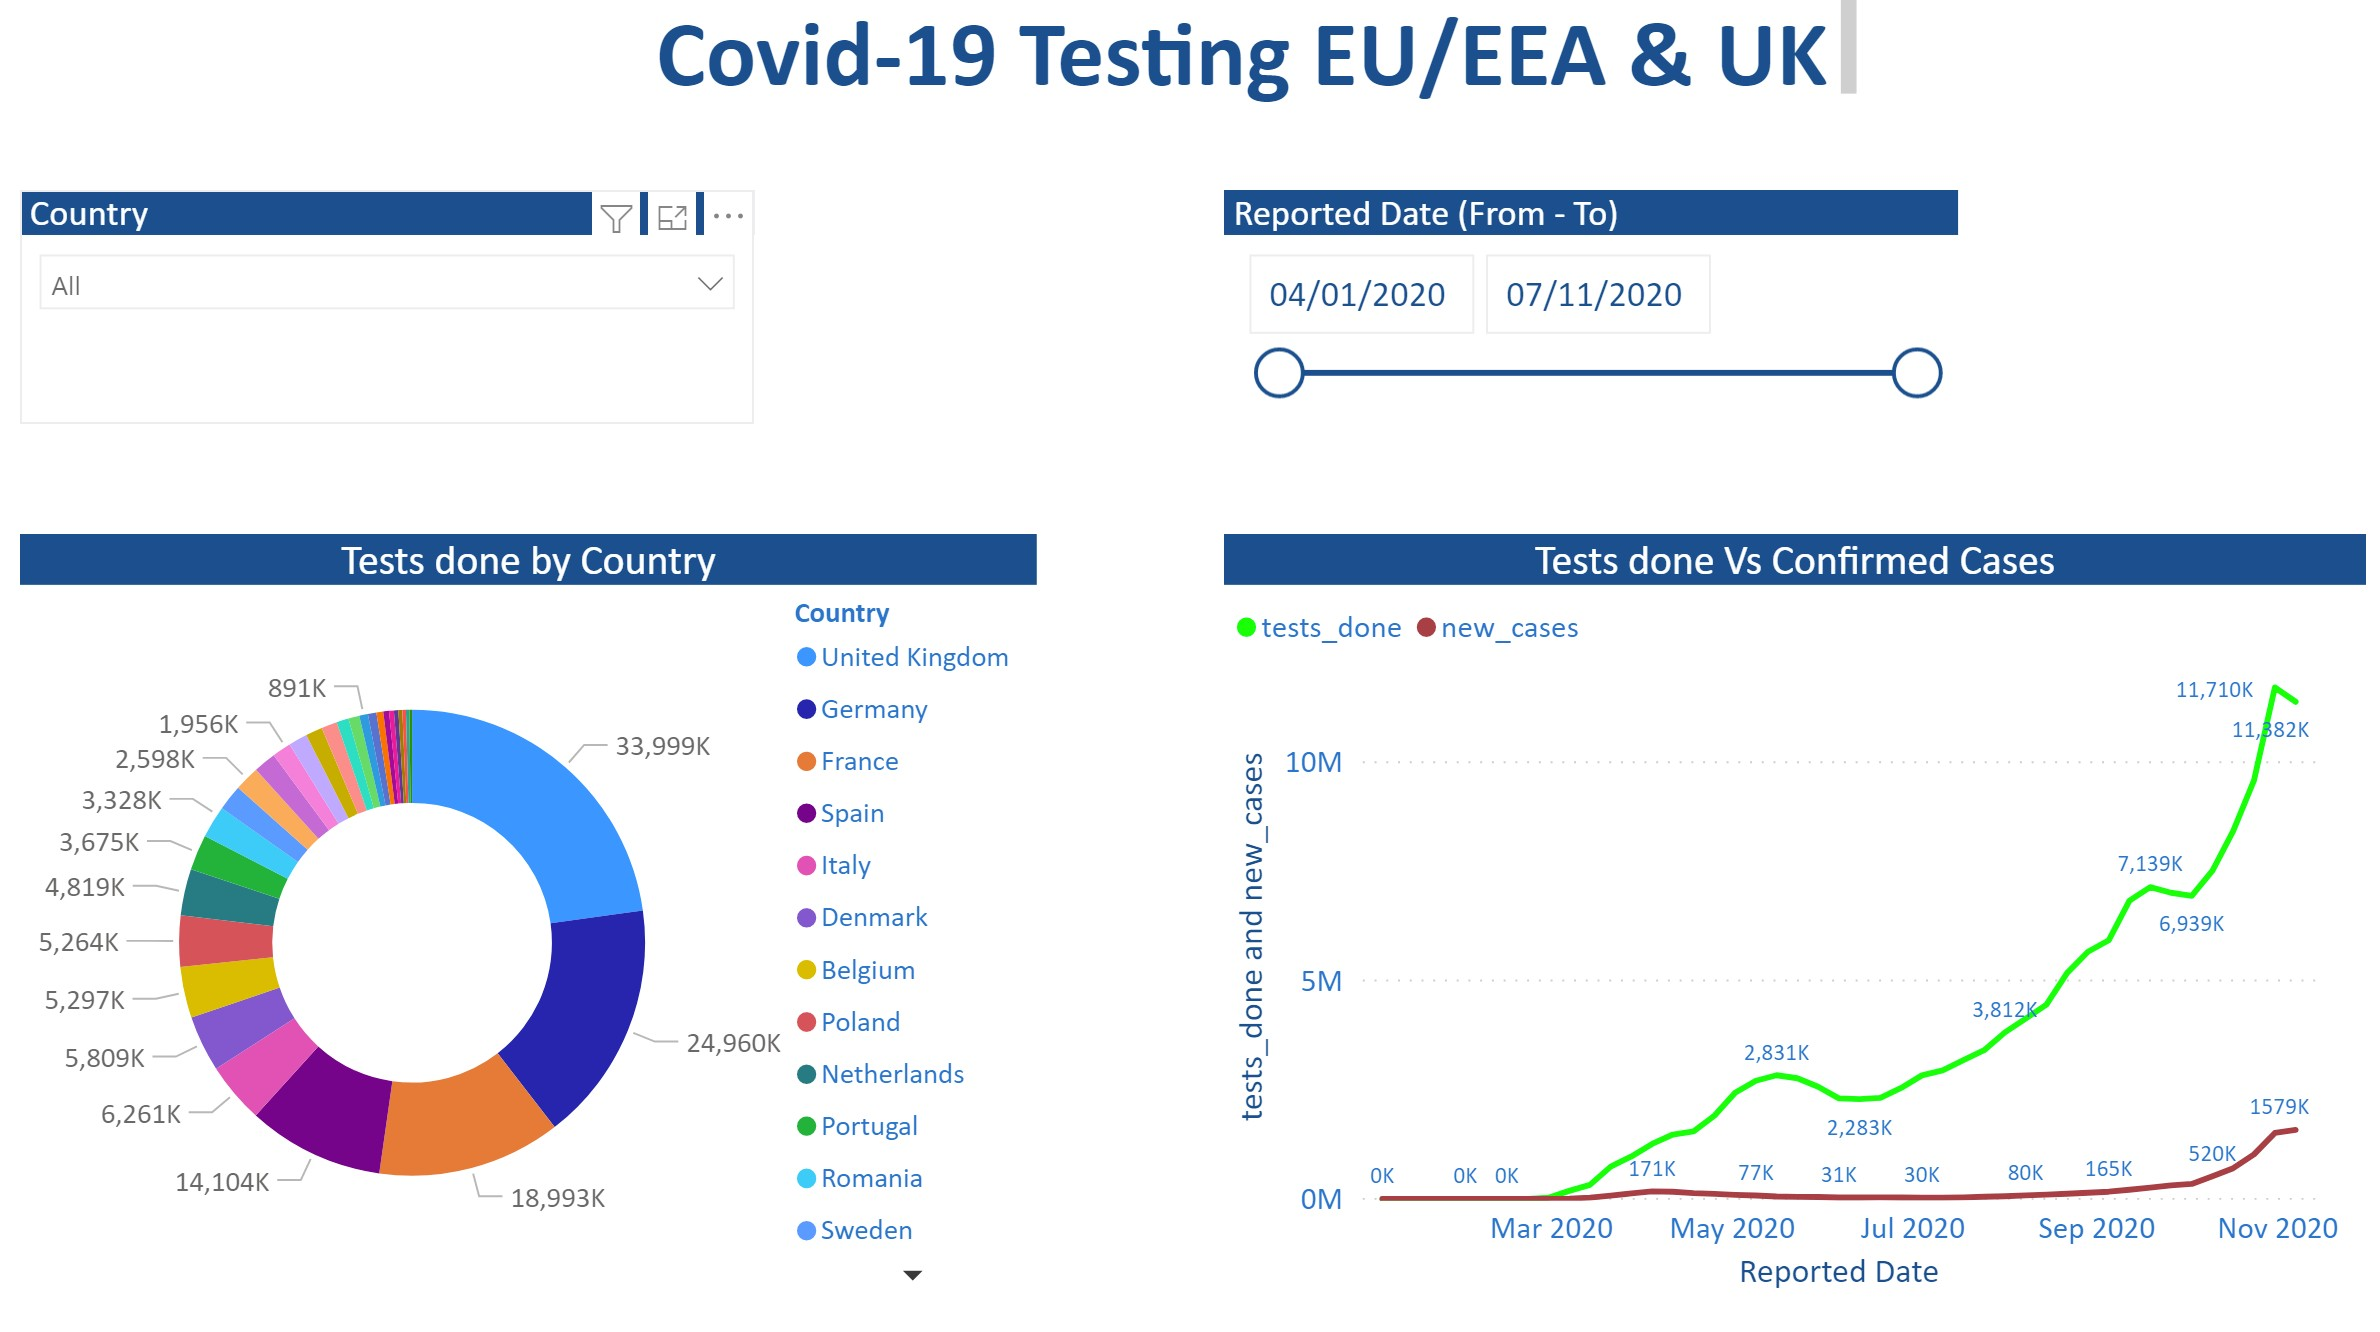 Covid-19 Testing EU/EEA & UK
Country
All
Reported Date (From - To)
04/01/2020 07/11/2020
Tests done by Country
891K
1,956K
2,598K
3,328K
3,675K
4,819K
5,264K
5,297K
5,809K
6,261K
14,104K
18,993K
24,960K
33,999K
Country
United Kingdom
Germany
France
Spain
Italy
Denmark
Belgium
Poland
Netherlands
Portugal
Romania
Sweden
Tests done Vs Confirmed Cases
tests_done new_cases
tests_done and new_cases
10M
5M
0M
11,710K
11,382K
7,139K
6,939K
3,812K
2,831K
2,283K
1579K
0K 0K 0K 171K 77K 31K 30K 80K 165K 520K
Mar 2020 May 2020 Jul 2020 Sep 2020 Nov 2020
Reported Date